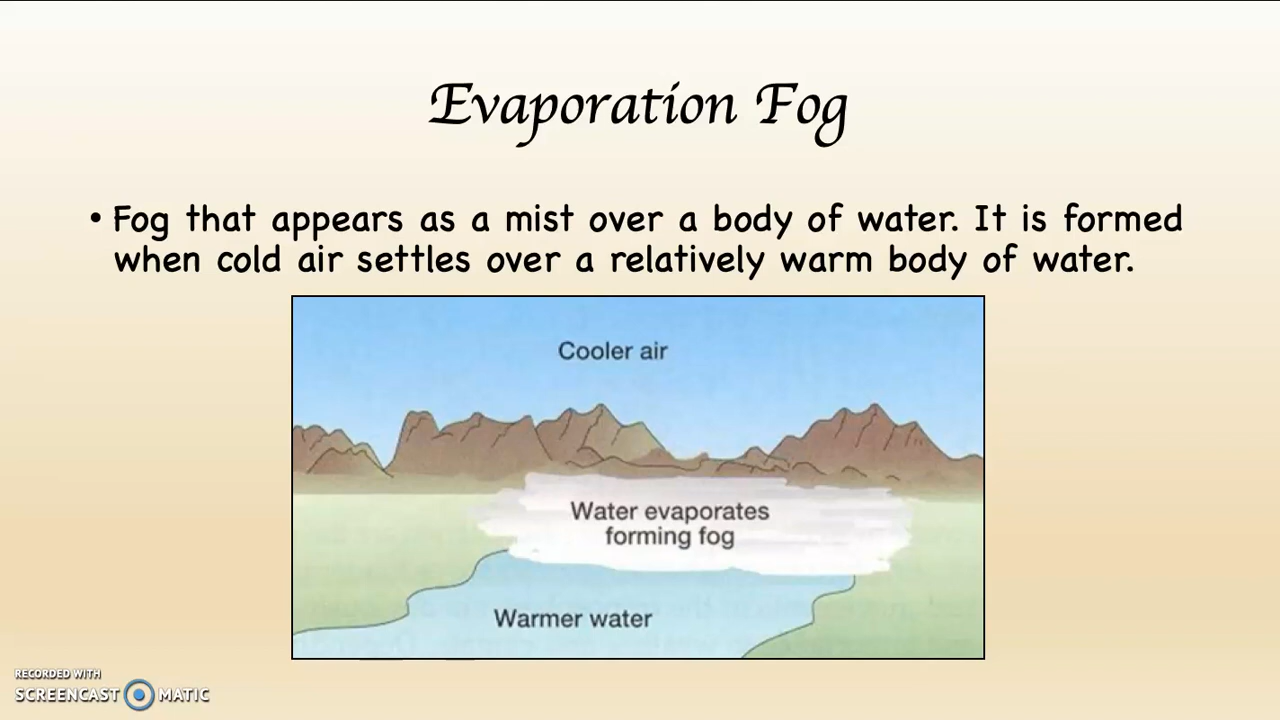 Evaporation Fog
• Fog that appears as a mist over a body of water. It is formed
when cold air settles over a relatively warm body of water.
Cooler air
Water evaporates
forming fog
Warmer water
RECORDED WITH
SCREENCAST MATIC